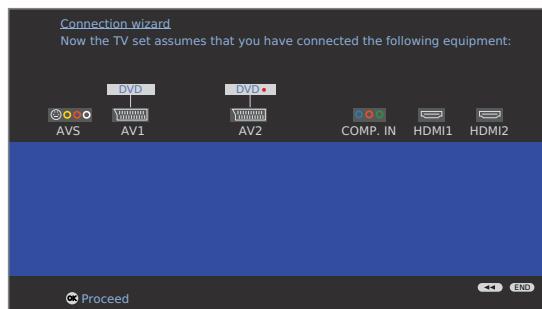 Connection wizard
Now the TV set assumes that you have connected the following equipment:
DVD DVD
AVS AV1 AV2 COMP. IN HDMI1 HDMI2
OK Proceed
END